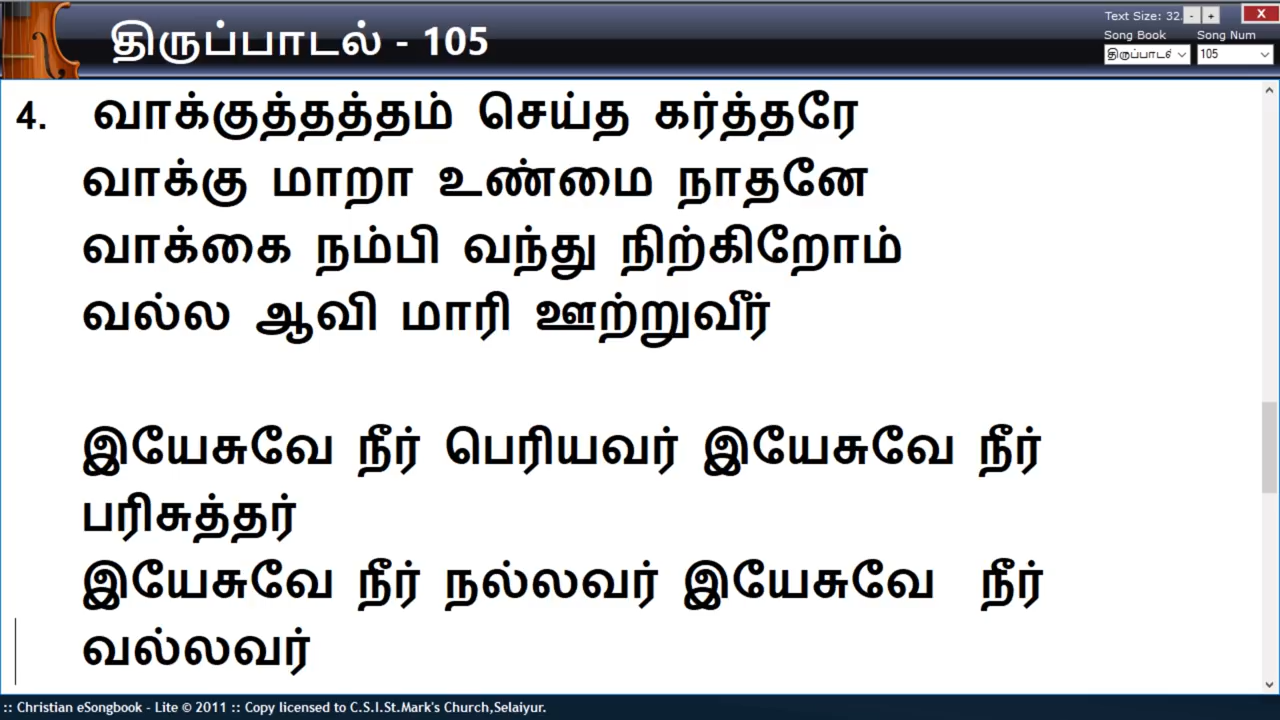 திருப்பாடல் - 105
Text Size: 32.
- +
X
Song Book Song Num
திருப்பாடல் 105
4. வாக்குத்தத்தம் செய்த கர்த்தரே
வாக்கு மாறா உண்மை நாதனே
வாக்கை நம்பி வந்து நிற்கிறோம்
வல்ல ஆவி மாரி ஊற்றுவீர்
இயேசுவே நீர் பெரியவர் இயேசுவே நீர்
பரிசுத்தர்
இயேசுவே நீர் நல்லவர் இயேசுவே நீர்
வல்லவர்
:: Christian eSongbook - Lite © 2011 :: Copy licensed to C.S.I.St.Mark's Church,Selaiyur.